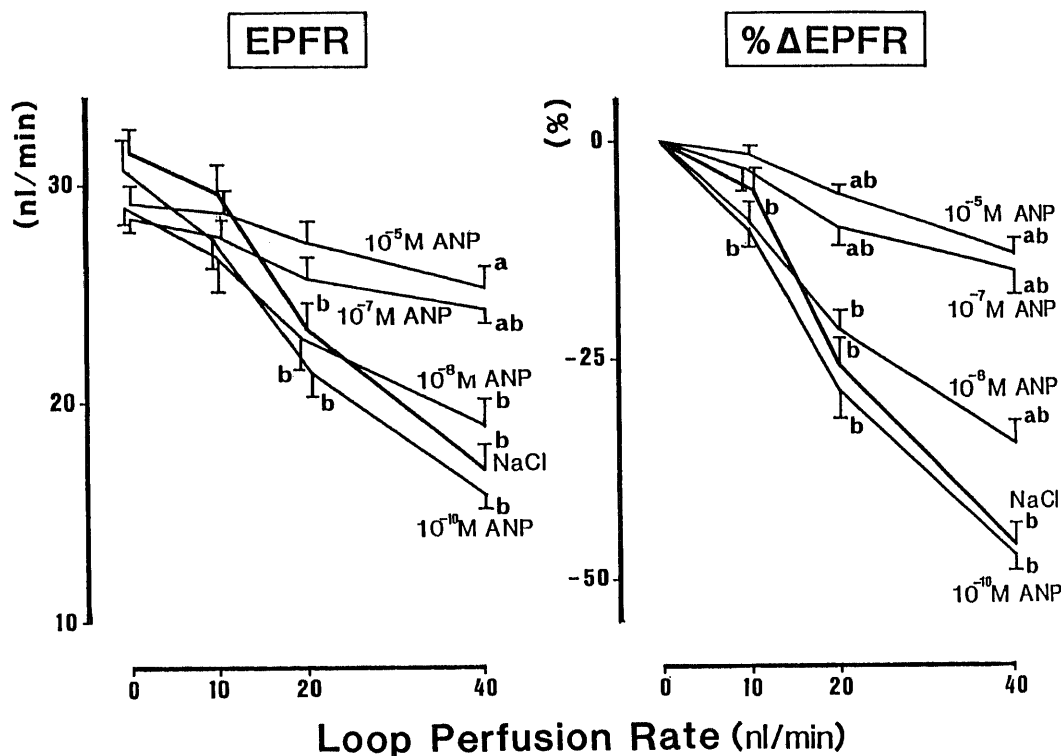 EPFR
%ΔEPFR
(nl/min)
30
20
10
10⁻⁵M ANP
a
10⁻⁷M ANP
ab
b
b
b
10⁻⁸M ANP
b
b
NaCl
b
10⁻¹⁰M ANP
0 10 20 40
(%)
0
-25
-50
ab
10⁻⁵M ANP
ab
b
ab
10⁻⁷M ANP
b
b
b
10⁻⁸M ANP
b
ab
NaCl
b
b
10⁻¹⁰M ANP
0 10 20 40
Loop Perfusion Rate (nl/min)